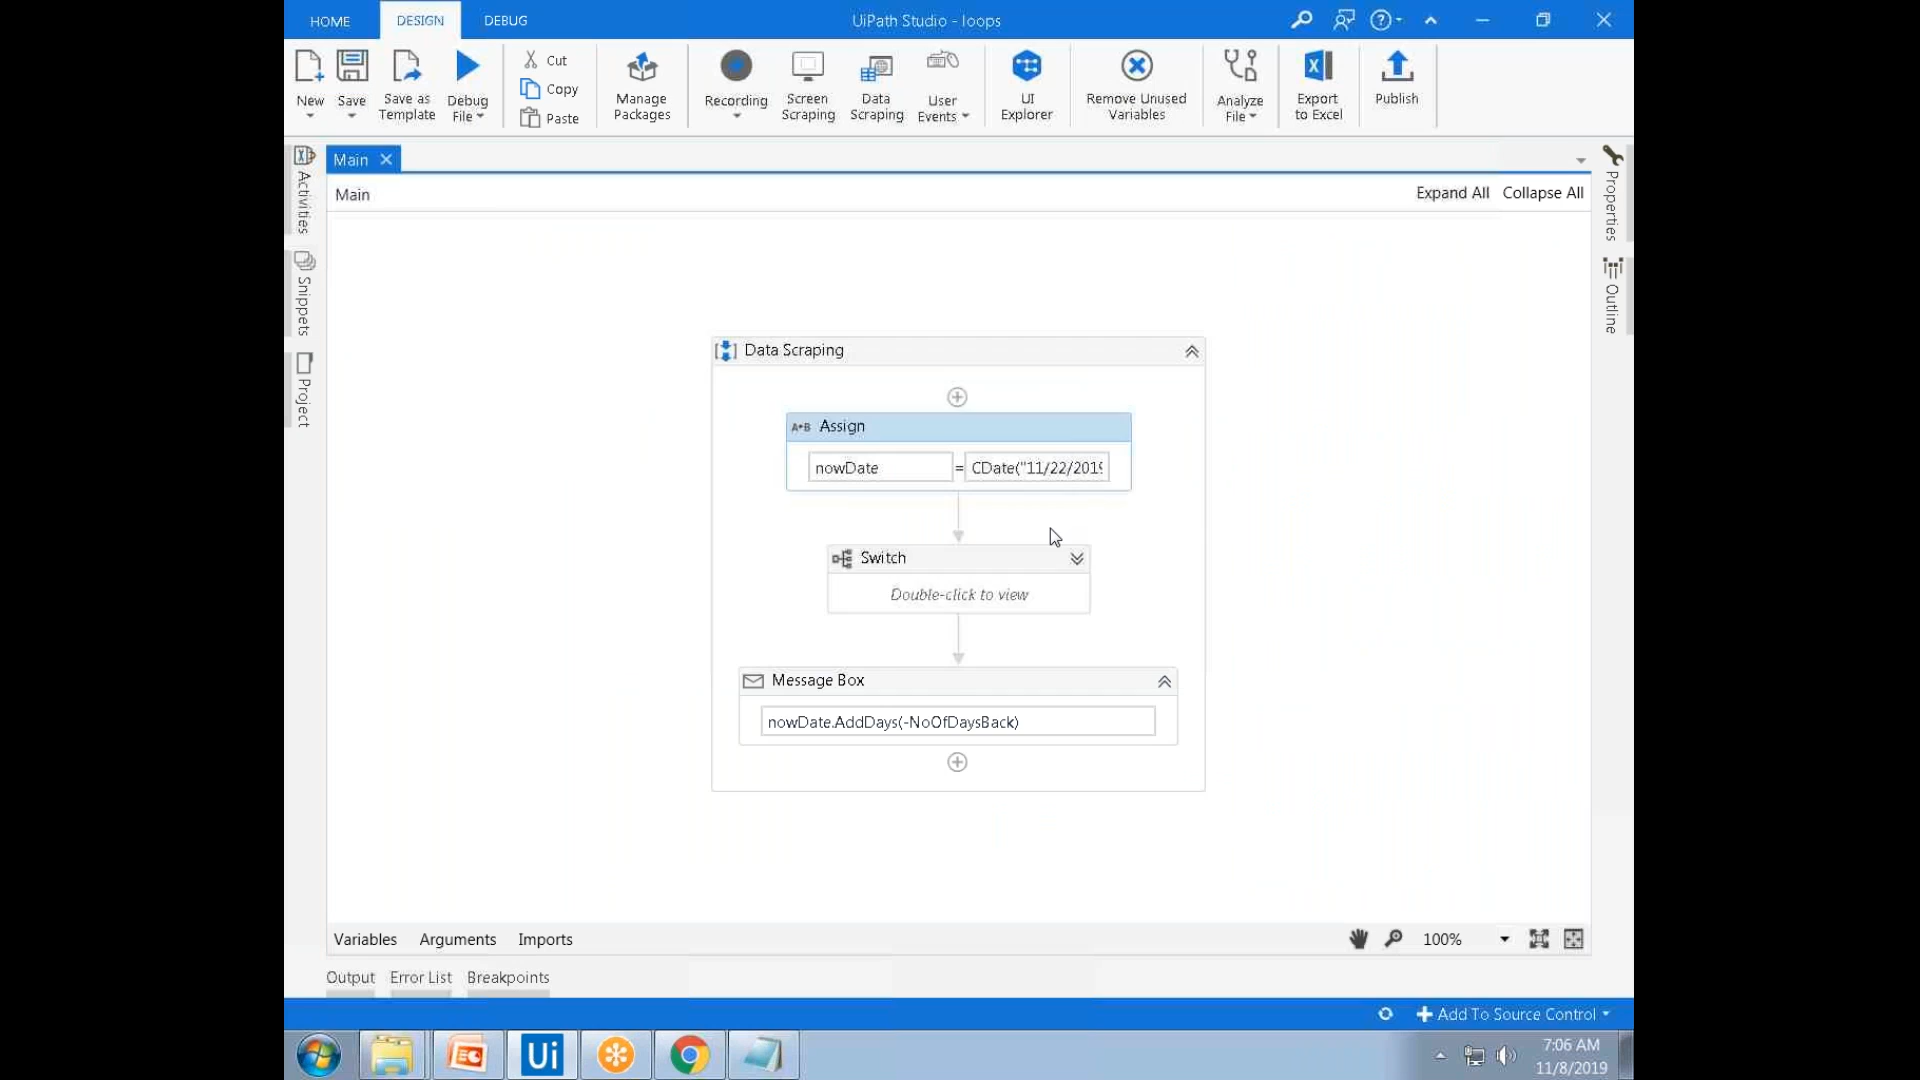 HOME DESIGN DEBUG UiPath Studio - loops
New Save Save as Template Debug File Cut Copy Paste Manage Packages Recording Screen Scraping Data Scraping User Events UI Explorer Remove Unused Variables Analyze File Export to Excel Publish
Main
Main Expand All Collapse All
Activities
Snippets
Project
Properties
Outline
Data Scraping
A+B Assign
nowDate = CDate("11/22/2019
Switch
Double-click to view
Message Box
nowDate.AddDays(-NoOfDaysBack)
Variables Arguments Imports 100%
Output Error List Breakpoints
Add To Source Control
Ui
7:06 AM
11/8/2019